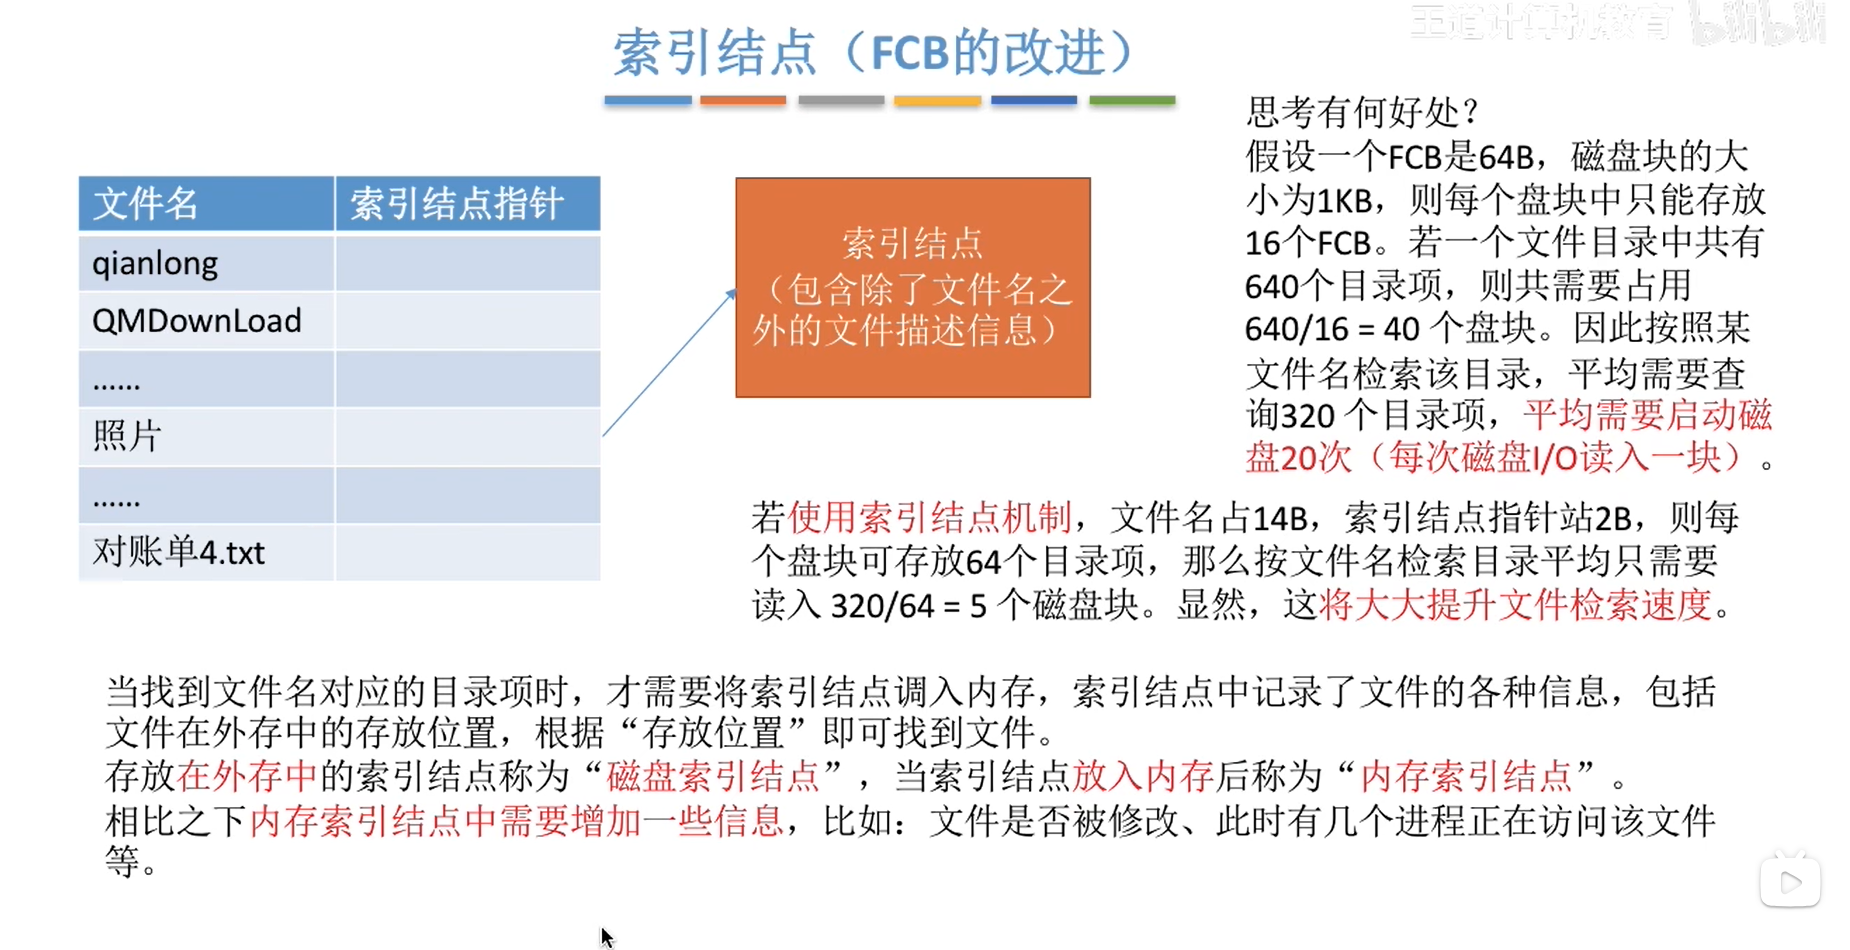 王道计算机教育 bilibili
索引结点（FCB的改进）
文件名 索引结点指针
qianlong
QMDownLoad
......
照片
......
对账单4.txt
索引结点
（包含除了文件名之
外的文件描述信息）
思考有何好处？
假设一个FCB是64B，磁盘块的大
小为1KB，则每个盘块中只能存放
16个FCB。若一个文件目录中共有
640个目录项，则共需要占用
640/16 = 40 个盘块。因此按照某
文件名检索该目录，平均需要查
询320 个目录项，平均需要启动磁
盘20次（每次磁盘I/O读入一块）。
若使用索引结点机制，文件名占14B，索引结点指针站2B，则每
个盘块可存放64个目录项，那么按文件名检索目录平均只需要
读入 320/64 = 5 个磁盘块。显然，这将大大提升文件检索速度。
当找到文件名对应的目录项时，才需要将索引结点调入内存，索引结点中记录了文件的各种信息，包括
文件在外存中的存放位置，根据“存放位置”即可找到文件。
存放在外存中的索引结点称为“磁盘索引结点”，当索引结点放入内存后称为“内存索引结点”。
相比之下内存索引结点中需要增加一些信息，比如：文件是否被修改、此时有几个进程正在访问该文件
等。